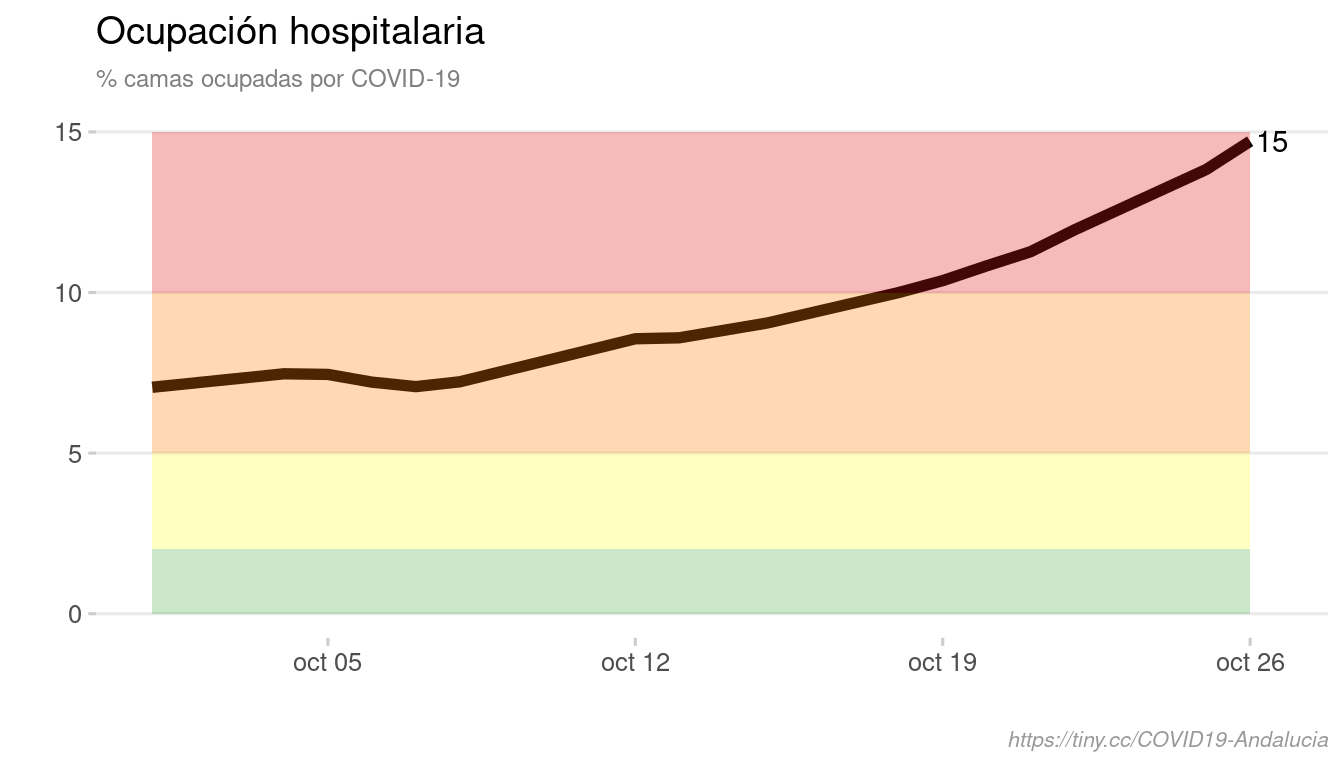 Ocupación hospitalaria
% camas ocupadas por COVID-19
15
15
10
5
0
oct 05 oct 12 oct 19 oct 26
https://tiny.cc/COVID19-Andalucia